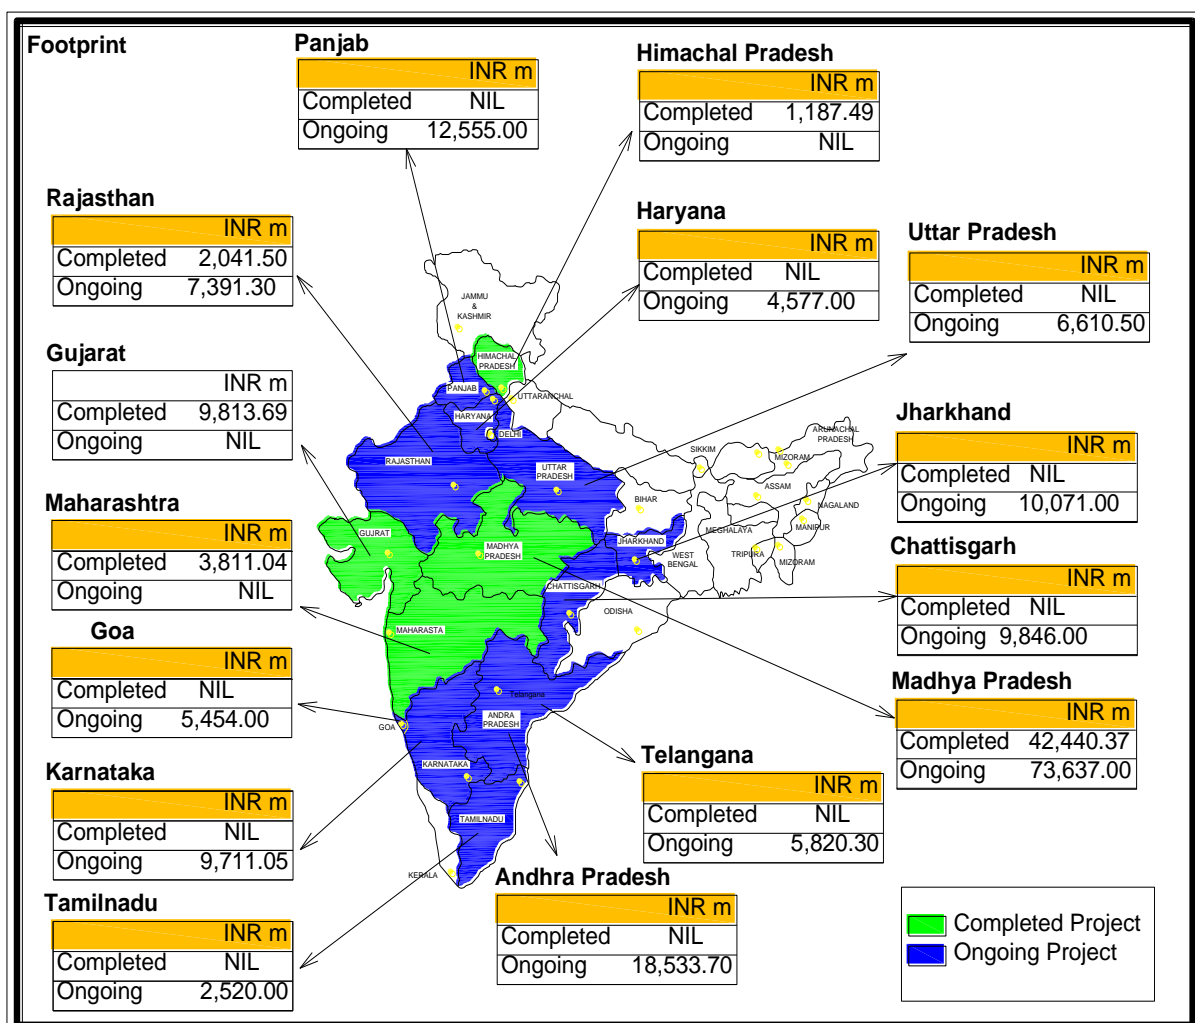 Footprint
Panjab
INR m
Completed NIL
Ongoing 12,555.00
Himachal Pradesh
INR m
Completed 1,187.49
Ongoing NIL
Rajasthan
INR m
Completed 2,041.50
Ongoing 7,391.30
Haryana
INR m
Completed NIL
Ongoing 4,577.00
Uttar Pradesh
INR m
Completed NIL
Ongoing 6,610.50
Gujarat
INR m
Completed 9,813.69
Ongoing NIL
Jharkhand
INR m
Completed NIL
Ongoing 10,071.00
Maharashtra
INR m
Completed 3,811.04
Ongoing NIL
Chattisgarh
INR m
Completed NIL
Ongoing 9,846.00
Goa
INR m
Completed NIL
Ongoing 5,454.00
Madhya Pradesh
INR m
Completed 42,440.37
Ongoing 73,637.00
Karnataka
INR m
Completed NIL
Ongoing 9,711.05
Telangana
INR m
Completed NIL
Ongoing 5,820.30
Tamilnadu
INR m
Completed NIL
Ongoing 2,520.00
Andhra Pradesh
INR m
Completed NIL
Ongoing 18,533.70
JAMMU
&
KASHMIR
HIMACHAL
PRADESH
PANJAB
UTTARANCHAL
HARYANA
DELHI
RAJASTHAN
UTTAR
PRADESH
SIKKIM
ARUNACHAL
PRADESH
MIZORAM
ASSAM
NAGALAND
BIHAR
MEGHALAYA
MANIPUR
TRIPURA
MIZORAM
GUJRAT
MADHYA
PRADESH
JHARKHAND
WEST
BENGAL
CHATTISGARH
ODISHA
MAHARASTA
Telangana
GOA
ANDRA
PRADESH
KARNATAKA
TAMILNADU
KERALA
Completed Project
Ongoing Project